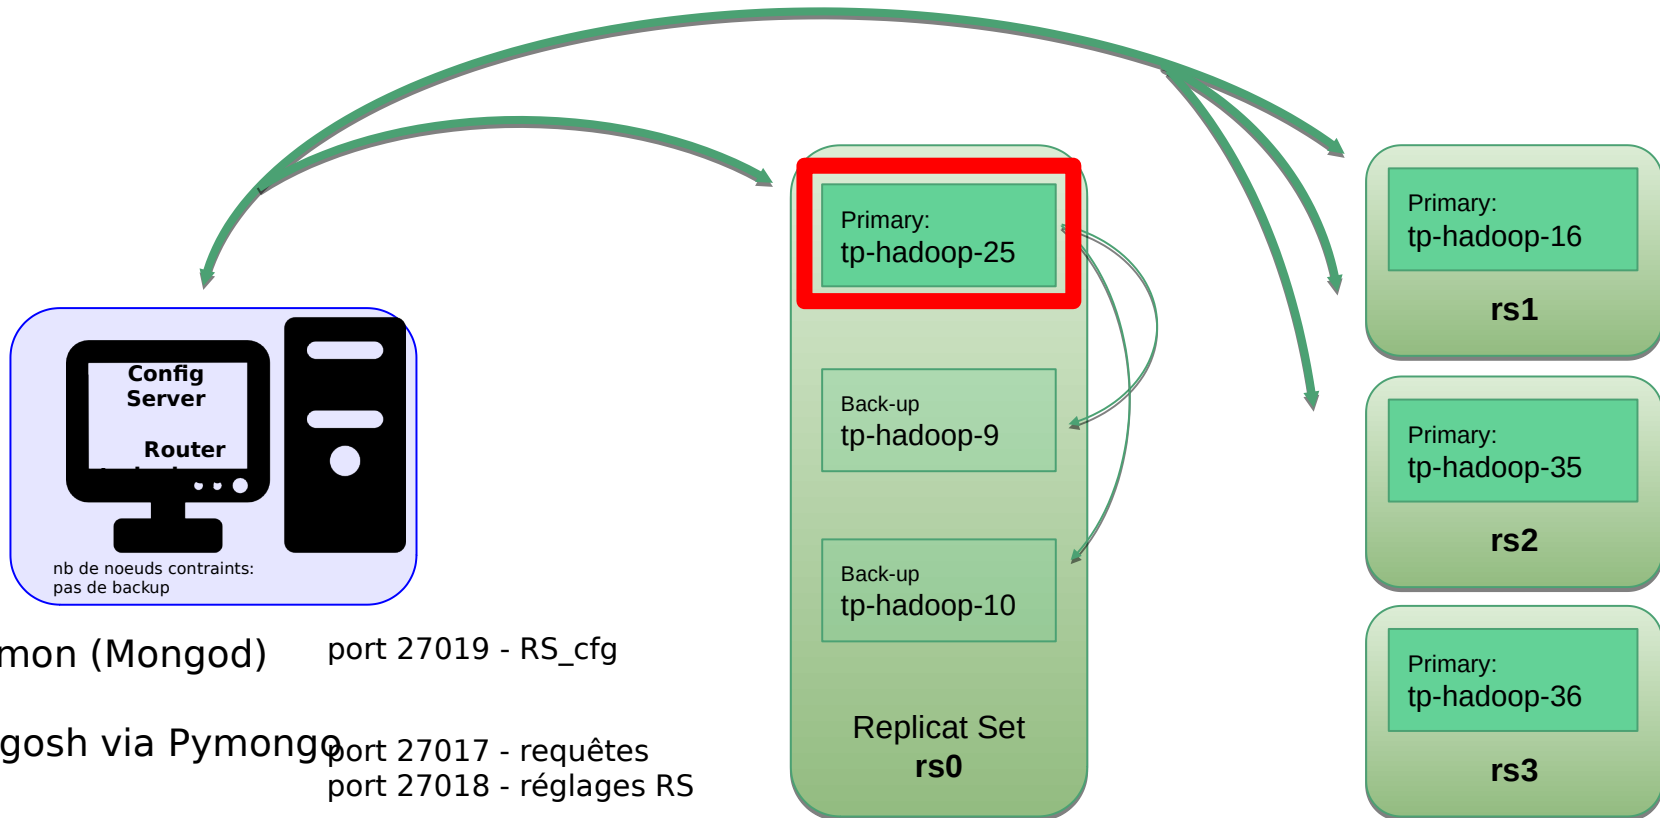 Config
Server
Router
nb de noeuds contraints:
pas de backup
mon (Mongod)
port 27019 - RS_cfg
gosh via Pymongo
port 27017 - requêtes
port 27018 - réglages RS
Primary:
tp-hadoop-25
Back-up
tp-hadoop-9
Back-up
tp-hadoop-10
Replicat Set
rs0
Primary:
tp-hadoop-16
rs1
Primary:
tp-hadoop-35
rs2
Primary:
tp-hadoop-36
rs3